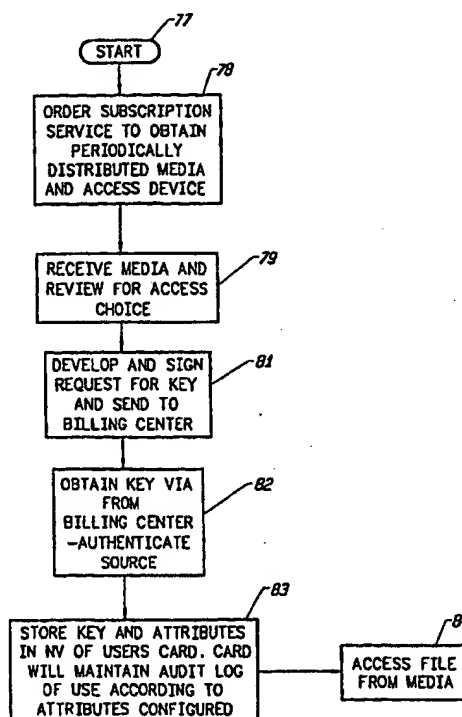 77
START
78
ORDER SUBSCRIPTION
SERVICE TO OBTAIN
PERIODICALLY
DISTRIBUTED MEDIA
AND ACCESS DEVICE
79
RECEIVE MEDIA AND
REVIEW FOR ACCESS
CHOICE
81
DEVELOP AND SIGN
REQUEST FOR KEY
AND SEND TO
BILLING CENTER
82
OBTAIN KEY VIA
FROM
BILLING CENTER
-AUTHENTICATE
SOURCE
83
STORE KEY AND ATTRIBUTES
IN NV OF USERS CARD. CARD
WILL MAINTAIN AUDIT LOG
OF USE ACCORDING TO
ATTRIBUTES CONFIGURED
ACCESS FILE
FROM MEDIA